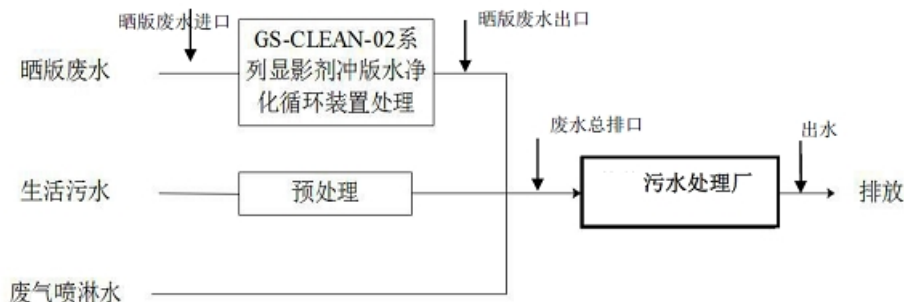 晒版废水进口
晒版废水出口
晒版废水
GS-CLEAN-02系
列显影剂冲版水净
化循环装置处理
废水总排口
出水
生活污水
预处理
污水处理厂
排放
废气喷淋水